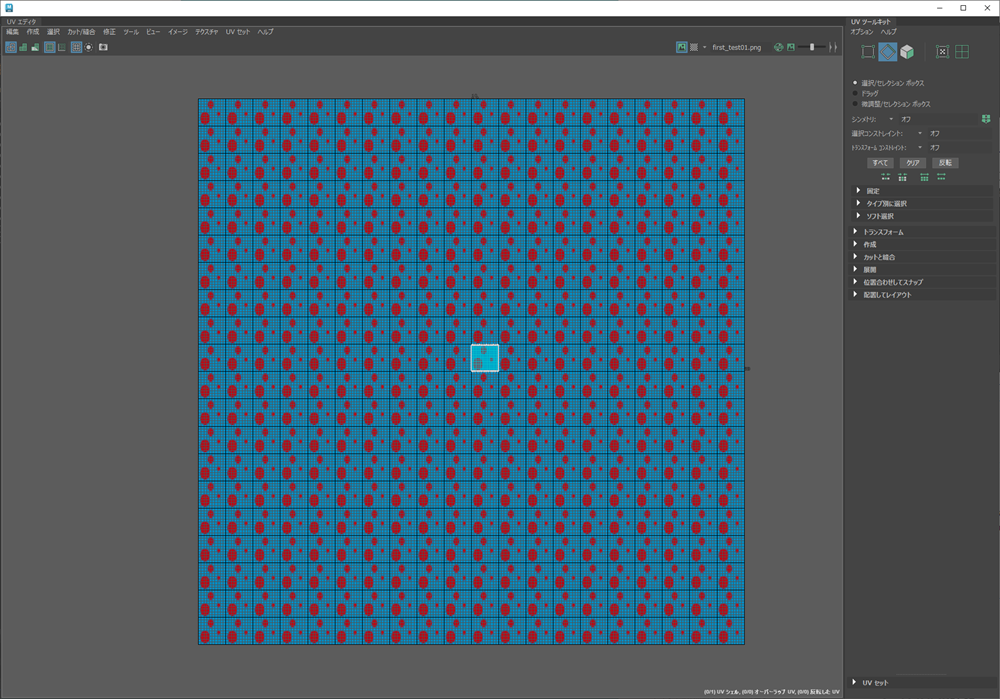 UV エディタ
編集 作成 選択 カット/縫合 修正 ツール ビュー イメージ テクスチャ UV セット ヘルプ
first_test01.png
UV ツールキット
オプション ヘルプ
選択/セレクション ボックス
ドラッグ
微調整/セレクション ボックス
シンメトリ: オフ
選択コンストレイント: オフ
トランスフォーム コンストレイント: オフ
すべて クリア 反転
固定
タイプ別に選択
ソフト選択
トランスフォーム
作成
カットと縫合
展開
位置合わせしてスナップ
配置してレイアウト
UV セット
(0/1) UV シェル, (0/0) オーバーラップ UV, (0/0) 反転した UV